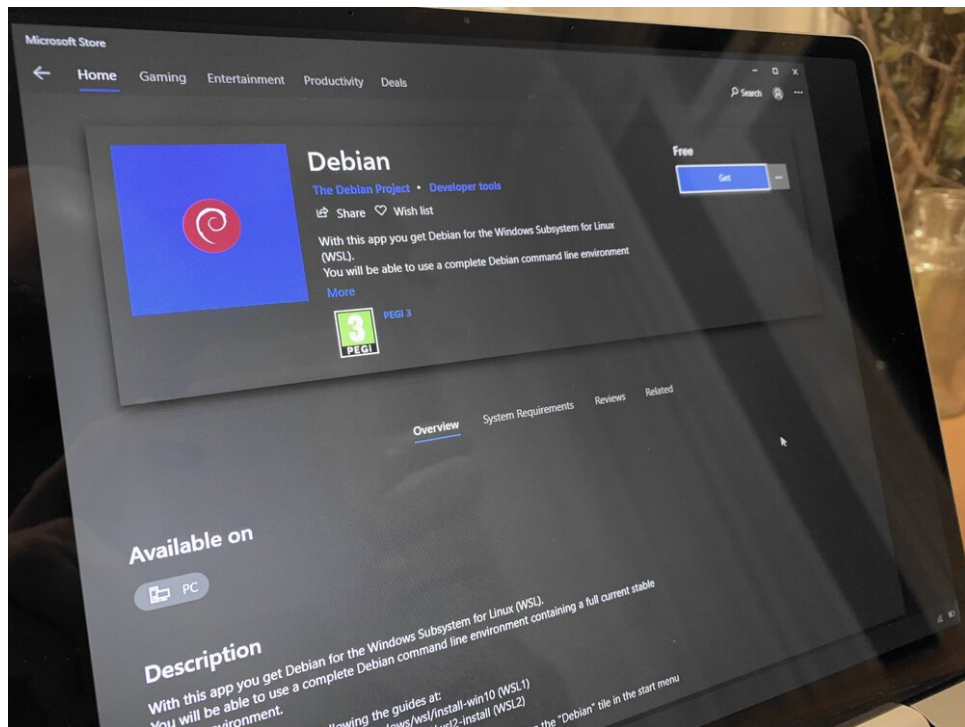 Microsoft Store
Home Gaming Entertainment Productivity Deals
Search
Debian
The Debian Project • Developer tools
Share Wish list
With this app you get Debian for the Windows Subsystem for Linux
(WSL).
You will be able to use a complete Debian command line environment
More
3
PEGI
PEGI 3
Free
Get
Overview System Requirements Reviews Related
Available on
PC
Description
With this app you get Debian for the Windows Subsystem for Linux (WSL).
You will be able to use a complete Debian command line environment containing a full current stable
environment.
the guides at:
/wsl/install-win10 (WSL1)
-install (WSL2)
the "Debian" tile in the start menu